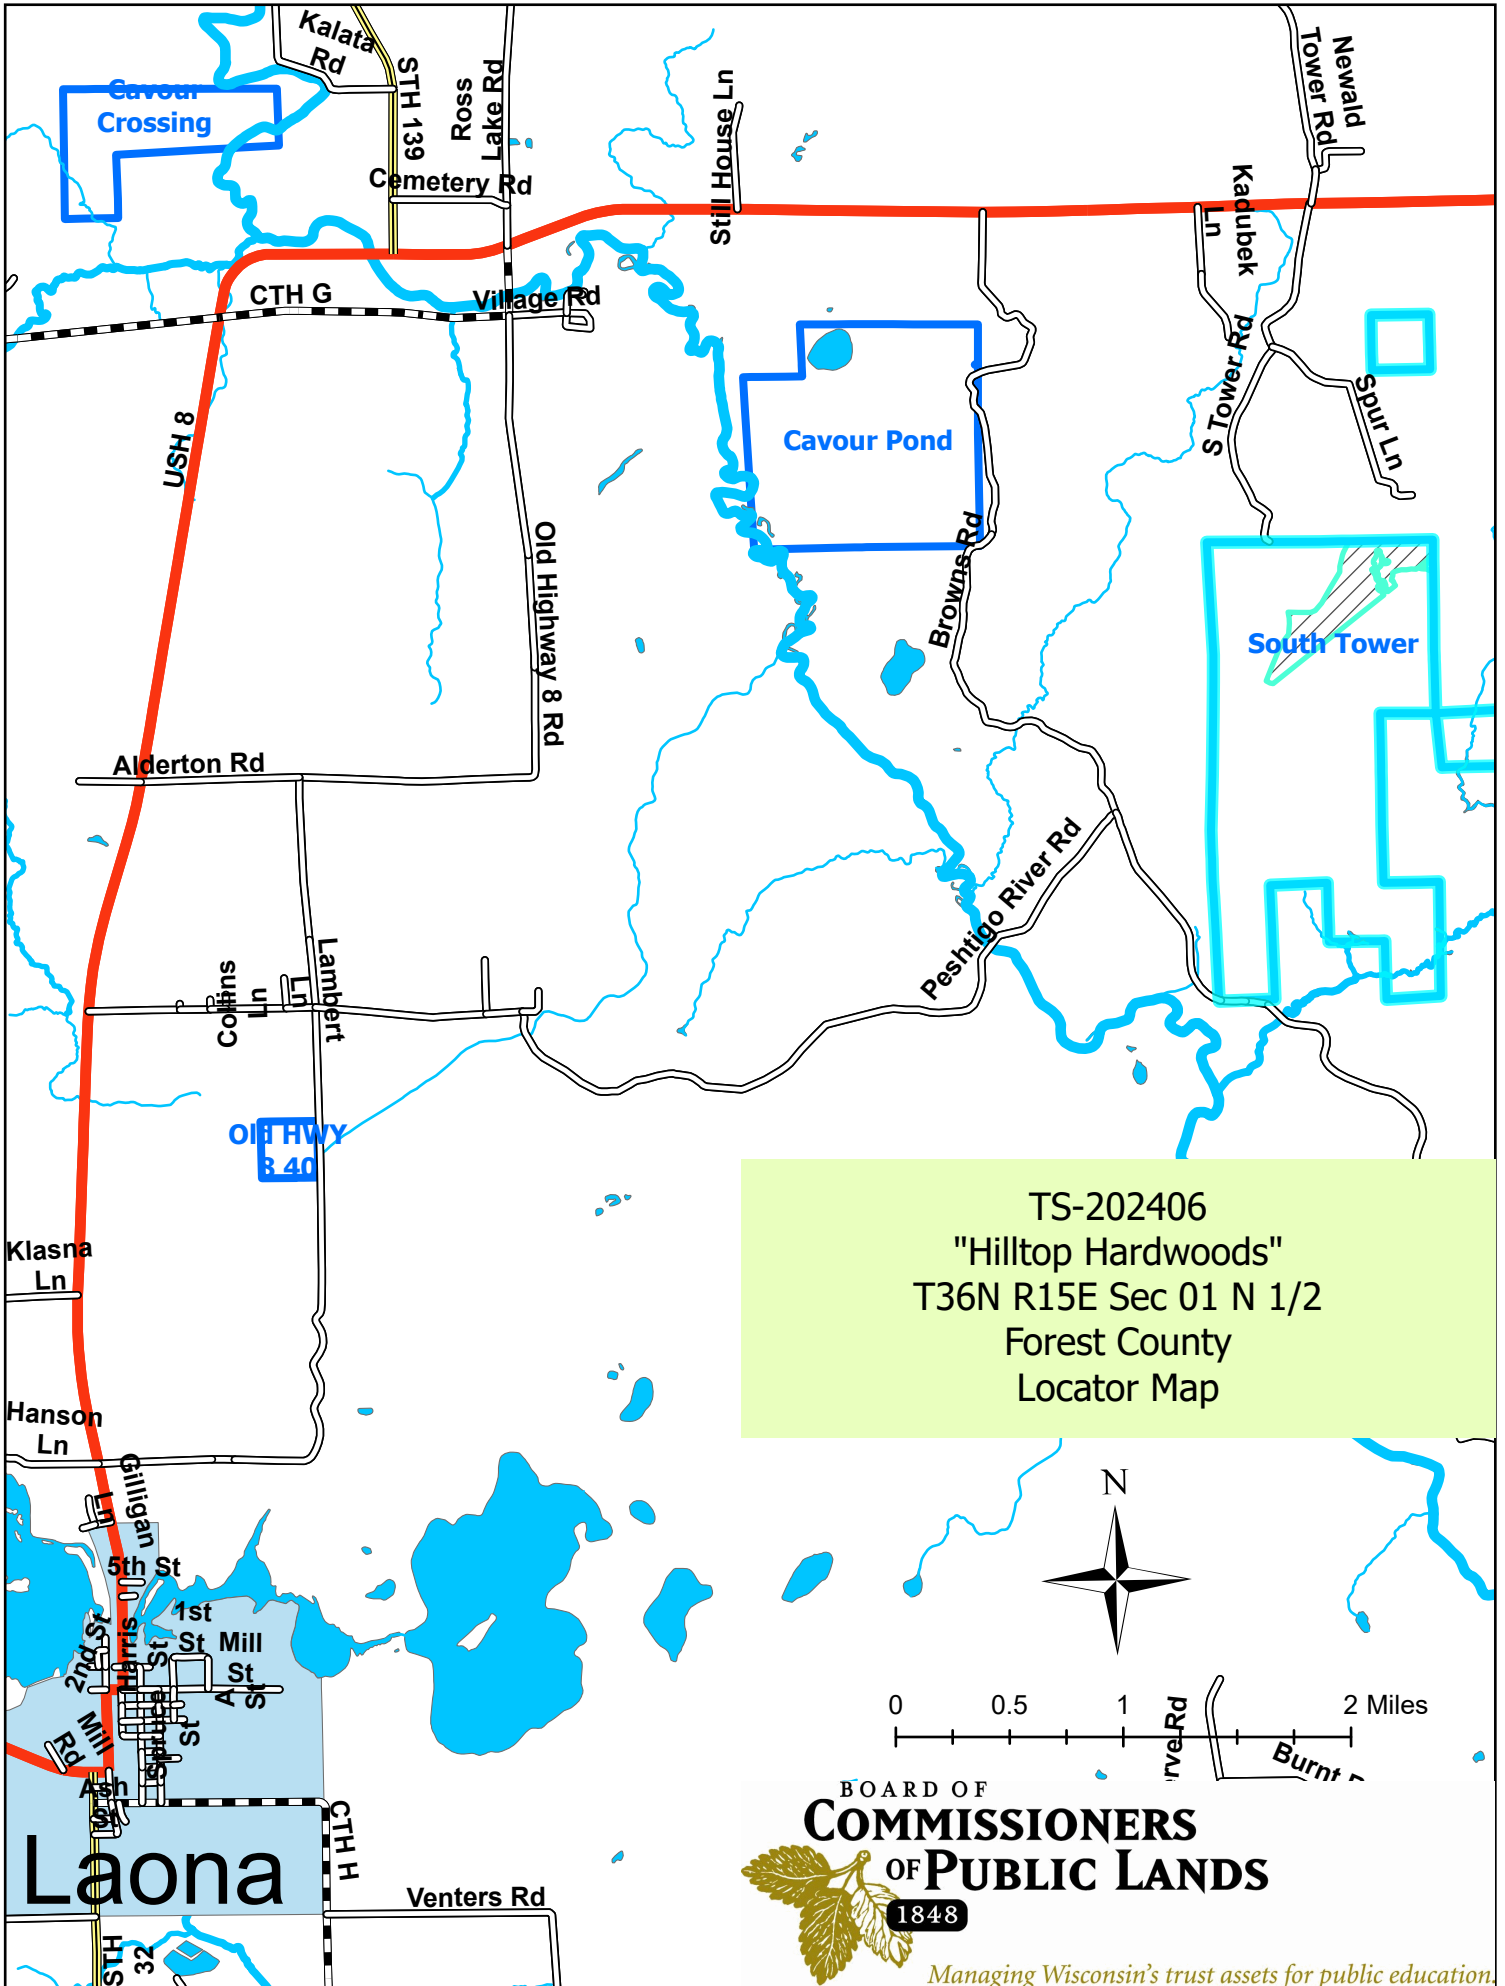 Kalata
Rd
STH 139
Ross
Lake Rd
Newald
Tower Rd
Cavour
Crossing
Cemetery Rd
Still House Ln
Kadubek
Ln
CTH G
Village Rd
S Tower Rd
Spur Ln
USH 8
Cavour Pond
Old Highway 8 Rd
Browns Rd
South Tower
Alderton Rd
Peshtigo River Rd
Collins
Ln
Ln
Lambert
Old HWY
8 40
TS-202406
"Hilltop Hardwoods"
T36N R15E Sec 01 N 1/2
Forest County
Locator Map
Klasna
Ln
Hanson
Ln
Gilligan
Ln
N
5th St
1st
St
Mill
St
2nd St
Harris
St
A
St
Spruce
St
Mill
Rd
Ash
St
0 0.5 1 2 Miles
erve Rd
Burnt
CTH H
Laona
Venters Rd
STH
32
BOARD OF
COMMISSIONERS
OF PUBLIC LANDS
1848
Managing Wisconsin's trust assets for public education.